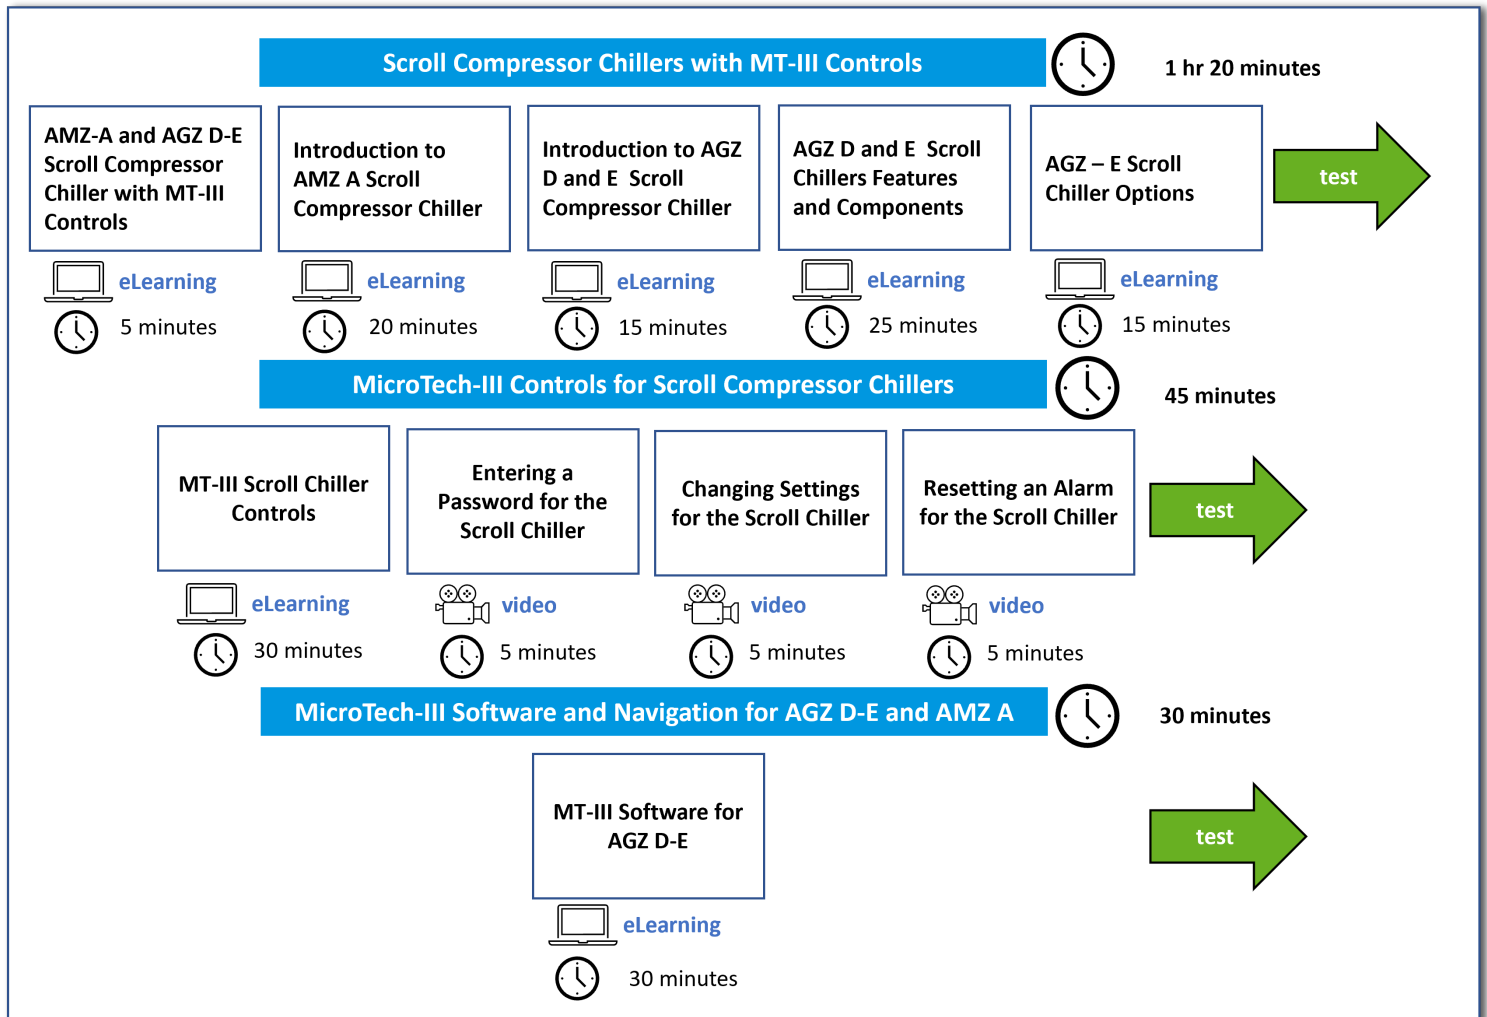 Scroll Compressor Chillers with MT-III Controls
1 hr 20 minutes
AMZ-A and AGZ D-E
Scroll Compressor
Chiller with MT-III
Controls
Introduction to
AMZ A Scroll
Compressor Chiller
Introduction to AGZ
D and E Scroll
Compressor Chiller
AGZ D and E Scroll
Chillers Features
and Components
AGZ – E Scroll
Chiller Options
test
eLearning
5 minutes
eLearning
20 minutes
eLearning
15 minutes
eLearning
25 minutes
eLearning
15 minutes
MicroTech-III Controls for Scroll Compressor Chillers
45 minutes
MT-III Scroll Chiller
Controls
Entering a
Password for the
Scroll Chiller
Changing Settings
for the Scroll Chiller
Resetting an Alarm
for the Scroll Chiller
test
eLearning
30 minutes
video
5 minutes
video
5 minutes
video
5 minutes
MicroTech-III Software and Navigation for AGZ D-E and AMZ A
30 minutes
MT-III Software for
AGZ D-E
test
eLearning
30 minutes